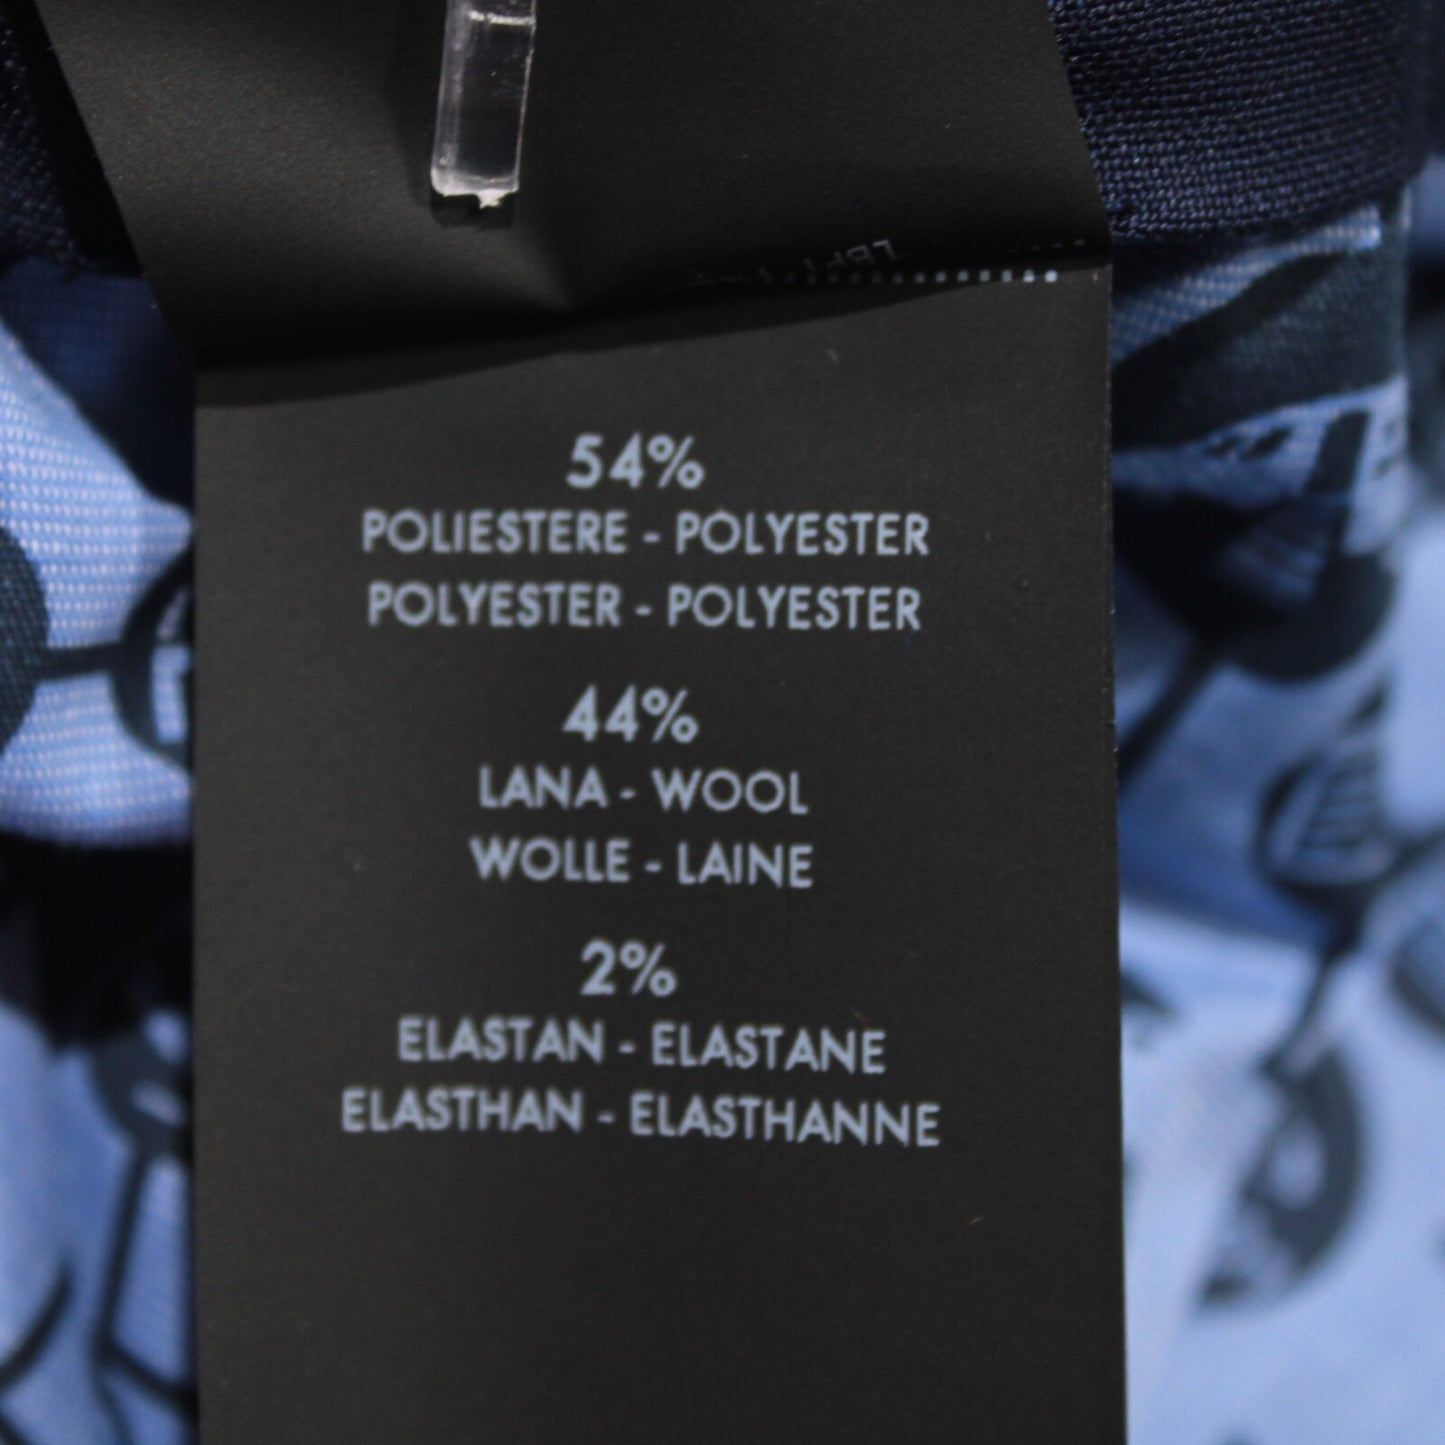 54%
POLIESTERE - POLYESTER
POLYESTER - POLYESTER
44%
LANA - WOOL
WOLLE - LAINE
2%
ELASTAN - ELASTANE
ELASTHAN - ELASTHANNE